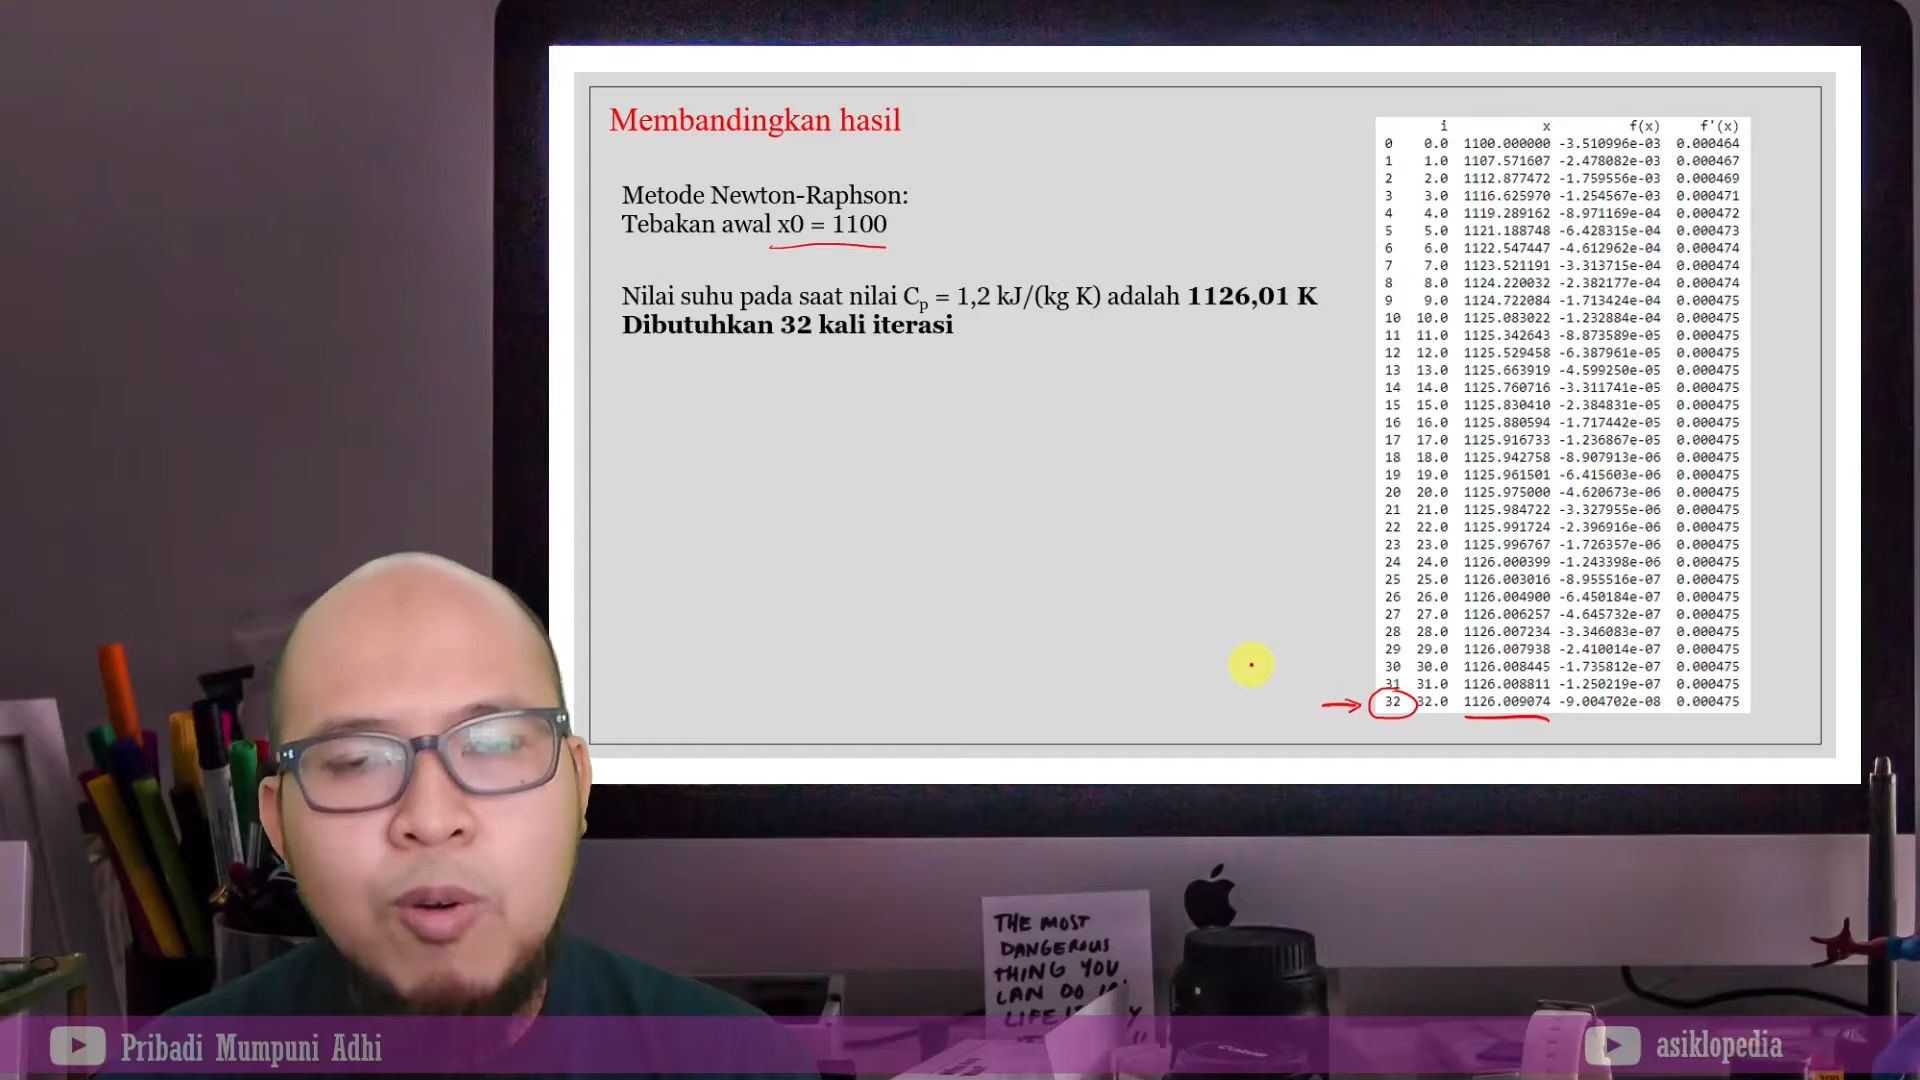 Membandingkan hasil
Metode Newton-Raphson:
Tebakan awal x0 = 1100
Nilai suhu pada saat nilai Cp = 1,2 kJ/(kg K) adalah 1126,01 K
Dibutuhkan 32 kali iterasi
i x f(x) f'(x)
0 0.0 1100.000000 -3.510996e-03 0.000464
1 1.0 1107.571607 -2.478082e-03 0.000467
2 2.0 1112.877472 -1.759556e-03 0.000469
3 3.0 1116.625970 -1.254567e-03 0.000471
4 4.0 1119.289162 -8.971169e-04 0.000472
5 5.0 1121.188748 -6.428315e-04 0.000473
6 6.0 1122.547447 -4.612962e-04 0.000474
7 7.0 1123.521191 -3.313715e-04 0.000474
8 8.0 1124.220032 -2.382177e-04 0.000474
9 9.0 1124.722084 -1.713424e-04 0.000475
10 10.0 1125.083022 -1.232884e-04 0.000475
11 11.0 1125.342643 -8.873589e-05 0.000475
12 12.0 1125.529458 -6.387961e-05 0.000475
13 13.0 1125.663919 -4.599250e-05 0.000475
14 14.0 1125.760716 -3.311741e-05 0.000475
15 15.0 1125.830410 -2.384831e-05 0.000475
16 16.0 1125.880594 -1.717442e-05 0.000475
17 17.0 1125.916733 -1.236867e-05 0.000475
18 18.0 1125.942758 -8.907913e-06 0.000475
19 19.0 1125.961501 -6.415603e-06 0.000475
20 20.0 1125.975000 -4.620673e-06 0.000475
21 21.0 1125.984722 -3.327955e-06 0.000475
22 22.0 1125.991724 -2.396916e-06 0.000475
23 23.0 1125.996767 -1.726357e-06 0.000475
24 24.0 1126.000399 -1.243398e-06 0.000475
25 25.0 1126.003016 -8.955516e-07 0.000475
26 26.0 1126.004900 -6.450184e-07 0.000475
27 27.0 1126.006257 -4.645732e-07 0.000475
28 28.0 1126.007234 -3.346083e-07 0.000475
29 29.0 1126.007938 -2.410014e-07 0.000475
30 30.0 1126.008445 -1.735812e-07 0.000475
31 31.0 1126.008811 -1.250219e-07 0.000475
32 32.0 1126.009074 -9.004702e-08 0.000475
THE MOST
DANGEROUS
THING YOU
CAN DO
LIFE
Pribadi Mumpuni Adhi
asiklopedia